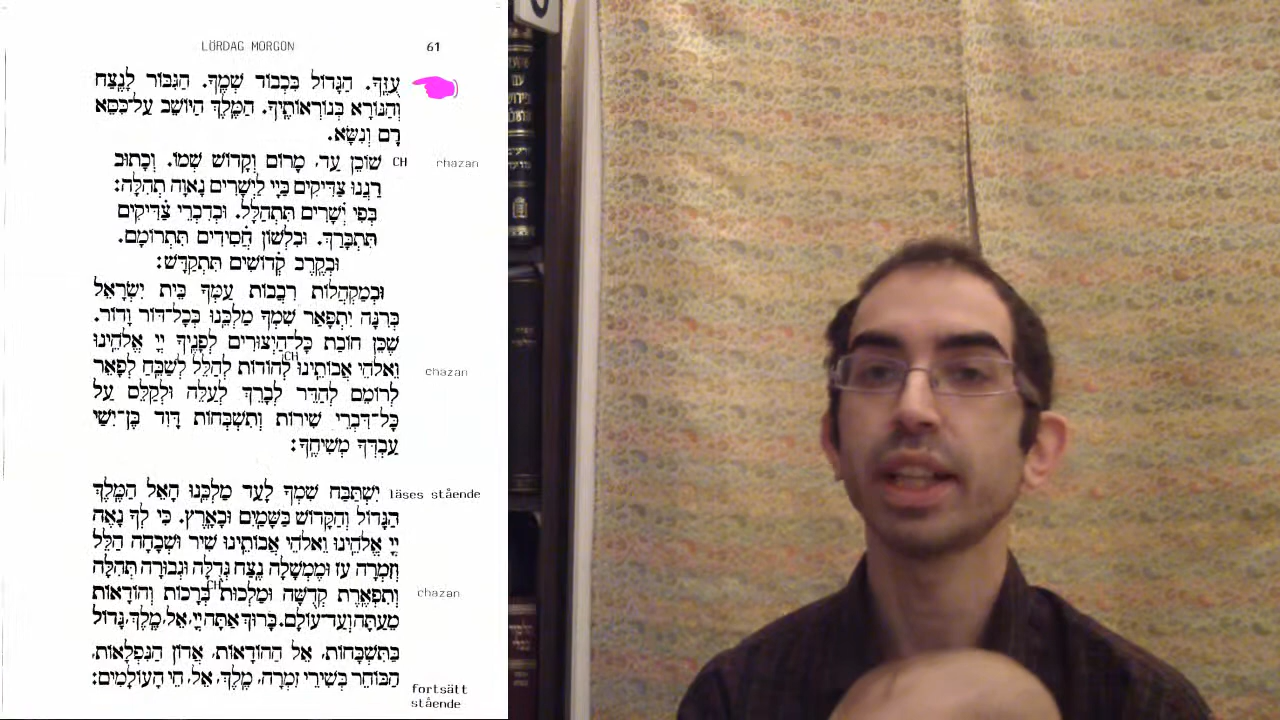 LÖRDAG MORGON 61
עֻזֶּךָ. הַגָּדוֹל בִּכְבוֹד שְׁמֶךָ. הַגִּבּוֹר לָנֶצַח
וְהַנּוֹרָא בְּנוֹרְאוֹתֶיךָ. הַמֶּלֶךְ הַיּוֹשֵׁב עַל־כִּסֵּא
רָם וְנִשָּׂא.
שׁוֹכֵן עַד, מָרוֹם וְקָדוֹשׁ שְׁמוֹ. וְכָתוּב CH rhazan
רַנְּנוּ צַדִּיקִים בַּיְיָ לַיְשָׁרִים נָאוָה תְהִלָּה:
בְּפִי יְשָׁרִים תִּתְהַלָּל. וּבְדִבְרֵי צַדִּיקִים
תִּתְבָּרַךְ. וּבִלְשׁוֹן חֲסִידִים תִּתְרוֹמָם.
וּבְקֶרֶב קְדוֹשִׁים תִּתְקַדָּשׁ:
וּבְמַקְהֲלוֹת רִבְבוֹת עַמְּךָ בֵּית יִשְׂרָאֵל
בְּרִנָּה יִתְפָּאַר שִׁמְךָ מַלְכֵּנוּ בְּכָל־דּוֹר וָדוֹר.
שֶׁכֵּן חוֹבַת כָּל־הַיְצוּרִים לְפָנֶיךָ יְיָ אֱלֹהֵינוּ
וֵאלֹהֵי אֲבוֹתֵינוּ CH לְהוֹדוֹת לְהַלֵּל לְשַׁבֵּחַ לְפָאֵר chazan
לְרוֹמֵם לְהַדֵּר לְבָרֵךְ לְעַלֵּה וּלְקַלֵּס עַל
כָּל־דִּבְרֵי שִׁירוֹת וְתִשְׁבְּחוֹת דָּוִד בֶּן־יִשַׁי
עַבְדְּךָ מְשִׁיחֶךָ:
יִשְׁתַּבַּח שִׁמְךָ לָעַד מַלְכֵּנוּ הָאֵל הַמֶּלֶךְ läses stående
הַגָּדוֹל וְהַקָּדוֹשׁ בַּשָּׁמַיִם וּבָאָרֶץ. כִּי לְךָ נָאֶה
יְיָ אֱלֹהֵינוּ וֵאלֹהֵי אֲבוֹתֵינוּ שִׁיר וּשְׁבָחָה הַלֵּל
וְזִמְרָה עֹז וּמֶמְשָׁלָה נֶצַח גְּדֻלָּה וּגְבוּרָה תְּהִלָּה
וְתִפְאֶרֶת קְדֻשָּׁה וּמַלְכוּת CH בְּרָכוֹת וְהוֹדָאוֹת chazan
מֵעַתָּה וְעַד־עוֹלָם. בָּרוּךְ אַתָּה יְיָ, אֵל, מֶלֶךְ, גָּדוֹל
בַּתִּשְׁבָּחוֹת, אֵל הַהוֹדָאוֹת, אֲדוֹן הַנִּפְלָאוֹת,
הַבּוֹחֵר בְּשִׁירֵי זִמְרָה, מֶלֶךְ, אֵל, חֵי הָעוֹלָמִים:
fortsätt
stående